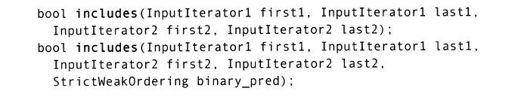 bool includes(InputIterator1 first1, InputIterator1 last1,
InputIterator2 first2, InputIterator2 last2);
bool includes(InputIterator1 first1, InputIterator1 last1,
InputIterator2 first2, InputIterator2 last2,
StrictWeakOrdering binary_pred);